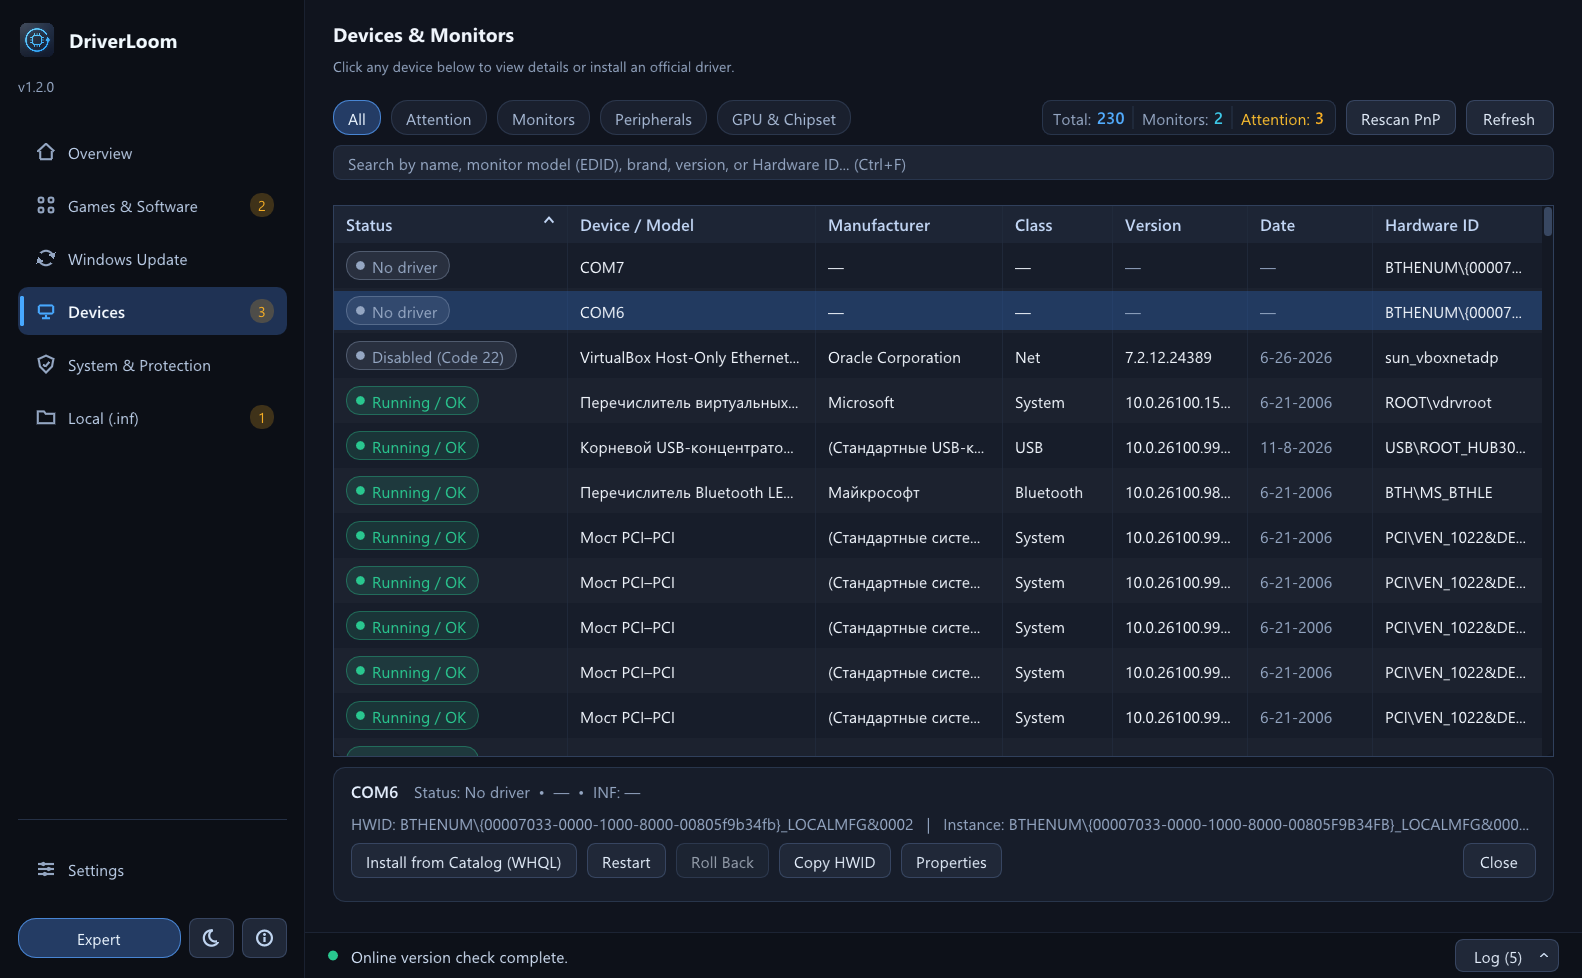 DriverLoom
v1.2.0
Overview
Games & Software 2
Windows Update
Devices 3
System & Protection
Local (.inf) 1
Settings
Expert
Devices & Monitors
Click any device below to view details or install an official driver.
All Attention Monitors Peripherals GPU & Chipset Total: 230 Monitors: 2 Attention: 3 Rescan PnP Refresh
Search by name, monitor model (EDID), brand, version, or Hardware ID... (Ctrl+F)
Status Device / Model Manufacturer Class Version Date Hardware ID
No driver COM7 — — — — BTHENUM\{00007...
No driver COM6 — — — — BTHENUM\{00007...
Disabled (Code 22) VirtualBox Host-Only Ethernet... Oracle Corporation Net 7.2.12.24389 6-26-2026 sun_vboxnetadp
Running / OK Перечислитель виртуальных... Microsoft System 10.0.26100.15... 6-21-2006 ROOT\vdrvroot
Running / OK Корневой USB-концентрато... (Стандартные USB-к... USB 10.0.26100.99... 11-8-2026 USB\ROOT_HUB30...
Running / OK Перечислитель Bluetooth LE... Майкрософт Bluetooth 10.0.26100.98... 6-21-2006 BTH\MS_BTHLE
Running / OK Мост PCI–PCI (Стандартные систе... System 10.0.26100.99... 6-21-2006 PCI\VEN_1022&DE...
Running / OK Мост PCI–PCI (Стандартные систе... System 10.0.26100.99... 6-21-2006 PCI\VEN_1022&DE...
Running / OK Мост PCI–PCI (Стандартные систе... System 10.0.26100.99... 6-21-2006 PCI\VEN_1022&DE...
Running / OK Мост PCI–PCI (Стандартные систе... System 10.0.26100.99... 6-21-2006 PCI\VEN_1022&DE...
Running / OK Мост PCI–PCI (Стандартные систе... System 10.0.26100.99... 6-21-2006 PCI\VEN_1022&DE...
COM6 Status: No driver • — • INF: —
HWID: BTHENUM\{00007033-0000-1000-8000-00805f9b34fb}_LOCALMFG&0002 | Instance: BTHENUM\{00007033-0000-1000-8000-00805F9B34FB}_LOCALMFG&000...
Install from Catalog (WHQL) Restart Roll Back Copy HWID Properties Close
Online version check complete. Log (5)